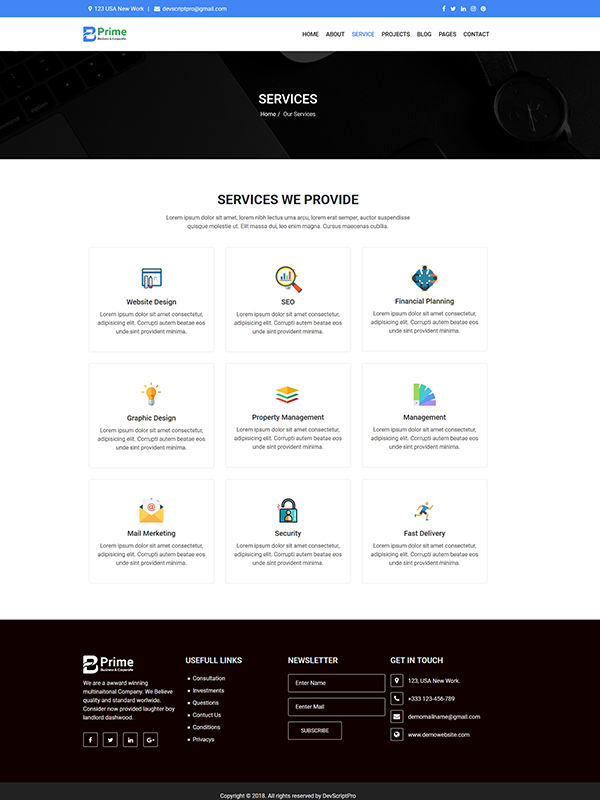 123 USA New Work | devscriptpro@gmail.com
Prime
Business & Corporate
HOME ABOUT SERVICE PROJECTS BLOG PAGES CONTACT
SERVICES
Home / Our Services
SERVICES WE PROVIDE
Lorem ipsum dolor sit amet, lorem nibh lectus urna arcu, lorem erat semper, auctor suspendisse
quisque molestie ut. Elit massa dui, leo enim magna. Cursus maecenas cubilia.
Website Design
Lorem ipsum dolor sit amet consectetur,
adipisicing elit. Corrupti autem beatae eos
unde sint provident minima.
SEO
Lorem ipsum dolor sit amet consectetur,
adipisicing elit. Corrupti autem beatae eos
unde sint provident minima.
Financial Planning
Lorem ipsum dolor sit amet consectetur,
adipisicing elit. Corrupti autem beatae eos
unde sint provident minima.
Graphic Design
Lorem ipsum dolor sit amet consectetur,
adipisicing elit. Corrupti autem beatae eos
unde sint provident minima.
Property Management
Lorem ipsum dolor sit amet consectetur,
adipisicing elit. Corrupti autem beatae eos
unde sint provident minima.
Management
Lorem ipsum dolor sit amet consectetur,
adipisicing elit. Corrupti autem beatae eos
unde sint provident minima.
Mail Merketing
Lorem ipsum dolor sit amet consectetur,
adipisicing elit. Corrupti autem beatae eos
unde sint provident minima.
Security
Lorem ipsum dolor sit amet consectetur,
adipisicing elit. Corrupti autem beatae eos
unde sint provident minima.
Fast Delivery
Lorem ipsum dolor sit amet consectetur,
adipisicing elit. Corrupti autem beatae eos
unde sint provident minima.
Prime
Business & Corporate
We are a awward winning
multinaitonal Company. We Believe
quality and standard worlwide.
Consider now provided laughter boy
landlord dashwood.
USEFULL LINKS
Consultation
Investments
Questions
Contuct Us
Conditions
Privacys
NEWSLETTER
Enter Name
Eenter Mail
SUBSCRIBE
GET IN TOUCH
123, USA New Work.
+333 123-456-789
demomailname@gmail.com
www.demowebsite.com
Copyright © 2018. All rights reserved by DevScriptPro